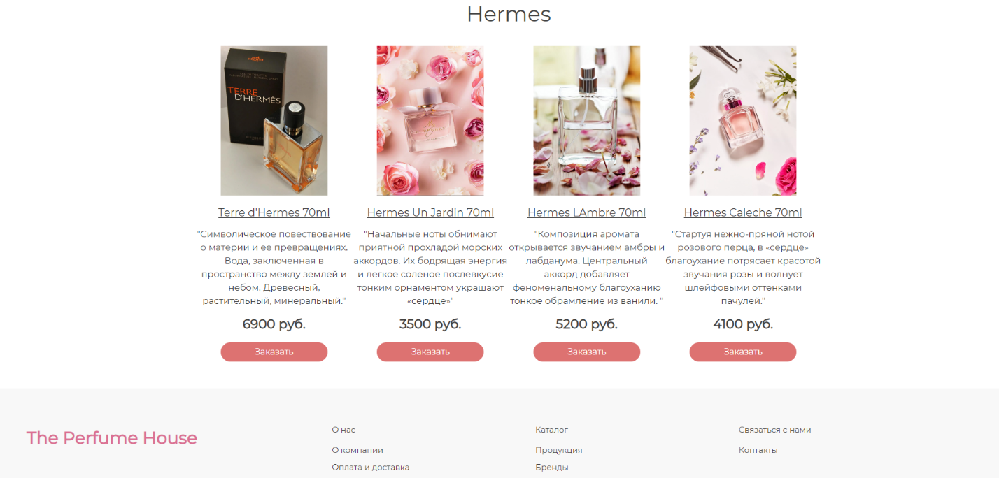 Hermes
TERRE
D'HERMÈS
Terre d'Hermes 70ml
"Символическое повествование
о материи и ее превращениях.
Вода, заключенная в
пространство между землей и
небом. Древесный,
растительный, минеральный."
6900 руб.
Заказать
Hermes Un Jardin 70ml
"Начальные ноты обнимают
приятной прохладой морских
аккордов. Их бодрящая энергия
и легкое соленое послевкусие
тонким орнаментом украшают
«сердце»"
3500 руб.
Заказать
Hermes LAmbre 70ml
"Композиция аромата
открывается звучанием амбры и
лабданума. Центральный
аккорд добавляет
феноменальному благоуханию
тонкое обрамление из ванили. "
5200 руб.
Заказать
Hermes Caleche 70ml
"Стартуя нежно-пряной нотой
розового перца, в «сердце»
благоухание потрясает красотой
звучания розы и волнует
шлейфовыми оттенками
пачулей."
4100 руб.
Заказать
The Perfume House
О нас
О компании
Оплата и доставка
Каталог
Продукция
Бренды
Связаться с нами
Контакты